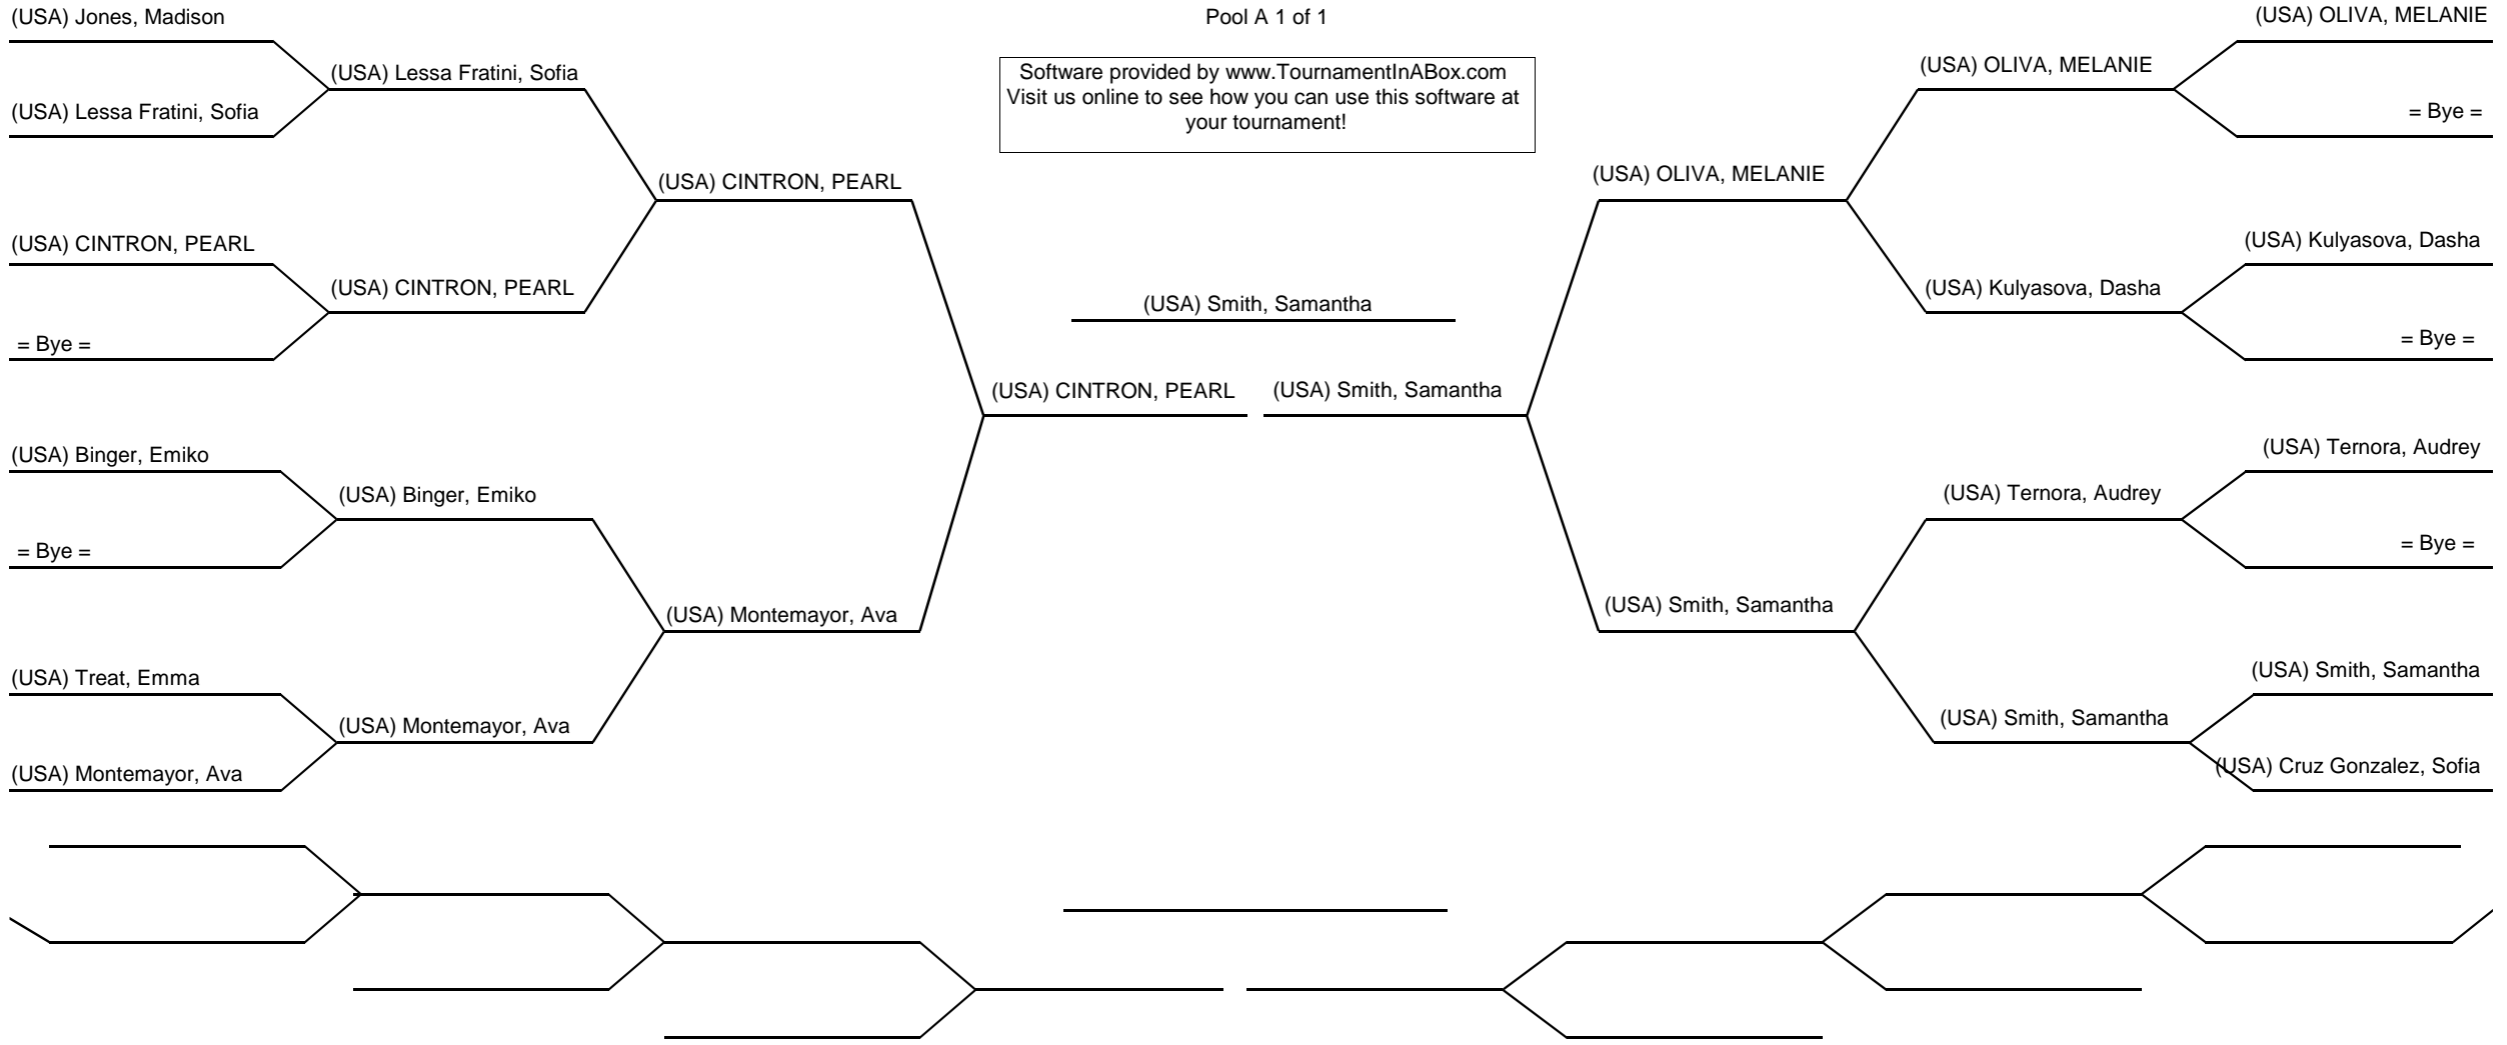 (USA) Jones, Madison
Pool A 1 of 1
(USA) OLIVA, MELANIE
(USA) Lessa Fratini, Sofia
Software provided by www.TournamentInABox.com
Visit us online to see how you can use this software at
your tournament!
(USA) OLIVA, MELANIE
(USA) Lessa Fratini, Sofia
= Bye =
(USA) CINTRON, PEARL
(USA) OLIVA, MELANIE
(USA) CINTRON, PEARL
(USA) Kulyasova, Dasha
(USA) CINTRON, PEARL
(USA) Smith, Samantha
(USA) Kulyasova, Dasha
= Bye =
= Bye =
(USA) CINTRON, PEARL
(USA) Smith, Samantha
(USA) Binger, Emiko
(USA) Ternora, Audrey
(USA) Binger, Emiko
(USA) Ternora, Audrey
= Bye =
= Bye =
(USA) Montemayor, Ava
(USA) Smith, Samantha
(USA) Treat, Emma
(USA) Smith, Samantha
(USA) Montemayor, Ava
(USA) Smith, Samantha
(USA) Montemayor, Ava
(USA) Cruz Gonzalez, Sofia